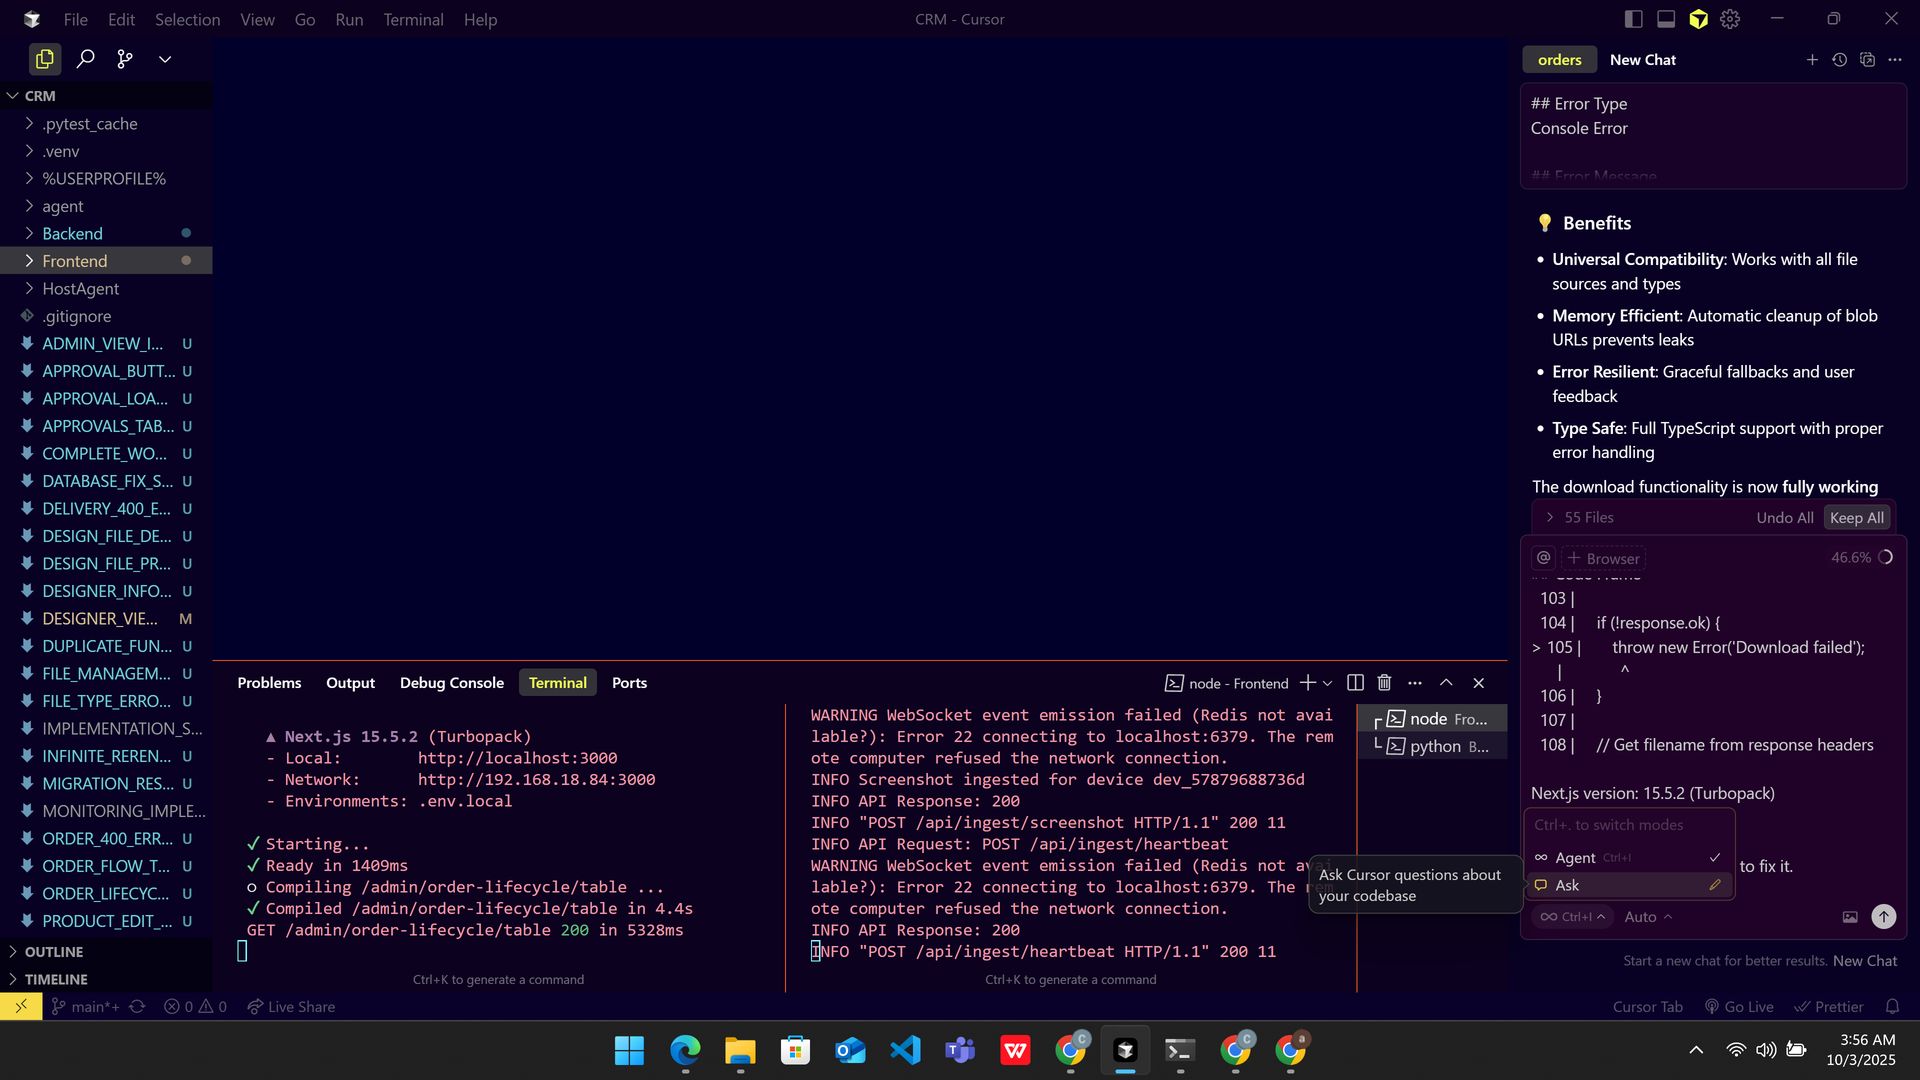 File Edit Selection View Go Run Terminal Help
CRM - Cursor
CRM
.pytest_cache
.venv
%USERPROFILE%
agent
Backend
Frontend
HostAgent
.gitignore
ADMIN_VIEW_I... U
APPROVAL_BUTT... U
APPROVAL_LOA... U
APPROVALS_TAB... U
COMPLETE_WO... U
DATABASE_FIX_S... U
DELIVERY_400_E... U
DESIGN_FILE_DE... U
DESIGN_FILE_PR... U
DESIGNER_INFO... U
DESIGNER_VIE... M
DUPLICATE_FUN... U
FILE_MANAGEM... U
FILE_TYPE_ERRO... U
IMPLEMENTATION_S...
INFINITE_REREN... U
MIGRATION_RES... U
MONITORING_IMPLE...
ORDER_400_ERR... U
ORDER_FLOW_T... U
ORDER_LIFECYC... U
PRODUCT_EDIT_... U
OUTLINE
TIMELINE
Problems Output Debug Console Terminal Ports
node - Frontend
▲ Next.js 15.5.2 (Turbopack)
- Local: http://localhost:3000
- Network: http://192.168.18.84:3000
- Environments: .env.local
✓ Starting...
✓ Ready in 1409ms
○ Compiling /admin/order-lifecycle/table ...
✓ Compiled /admin/order-lifecycle/table in 4.4s
GET /admin/order-lifecycle/table 200 in 5328ms
Ctrl+K to generate a command
WARNING WebSocket event emission failed (Redis not avai
lable?): Error 22 connecting to localhost:6379. The rem
ote computer refused the network connection.
INFO Screenshot ingested for device dev_57879688736d
INFO API Response: 200
INFO "POST /api/ingest/screenshot HTTP/1.1" 200 11
INFO API Request: POST /api/ingest/heartbeat
WARNING WebSocket event emission failed (Redis not avai
lable?): Error 22 connecting to localhost:6379. The rem
ote computer refused the network connection.
INFO API Response: 200
INFO "POST /api/ingest/heartbeat HTTP/1.1" 200 11
Ctrl+K to generate a command
node Fro...
python B...
Ask Cursor questions about
your codebase
orders New Chat
## Error Type
Console Error
## Error Message
💡 Benefits
• Universal Compatibility: Works with all file
sources and types
• Memory Efficient: Automatic cleanup of blob
URLs prevents leaks
• Error Resilient: Graceful fallbacks and user
feedback
• Type Safe: Full TypeScript support with proper
error handling
The download functionality is now fully working
55 Files Undo All Keep All
@ + Browser 46.6%
## Code Frame
103 |
104 | if (!response.ok) {
> 105 | throw new Error('Download failed');
| ^
106 | }
107 |
108 | // Get filename from response headers
Next.js version: 15.5.2 (Turbopack)
Ctrl+. to switch modes
∞ Agent Ctrl+I
Ask
to fix it.
∞ Ctrl+I Auto
Start a new chat for better results. New Chat
main*+ 0 0 Live Share
Cursor Tab Go Live Prettier
3:56 AM
10/3/2025